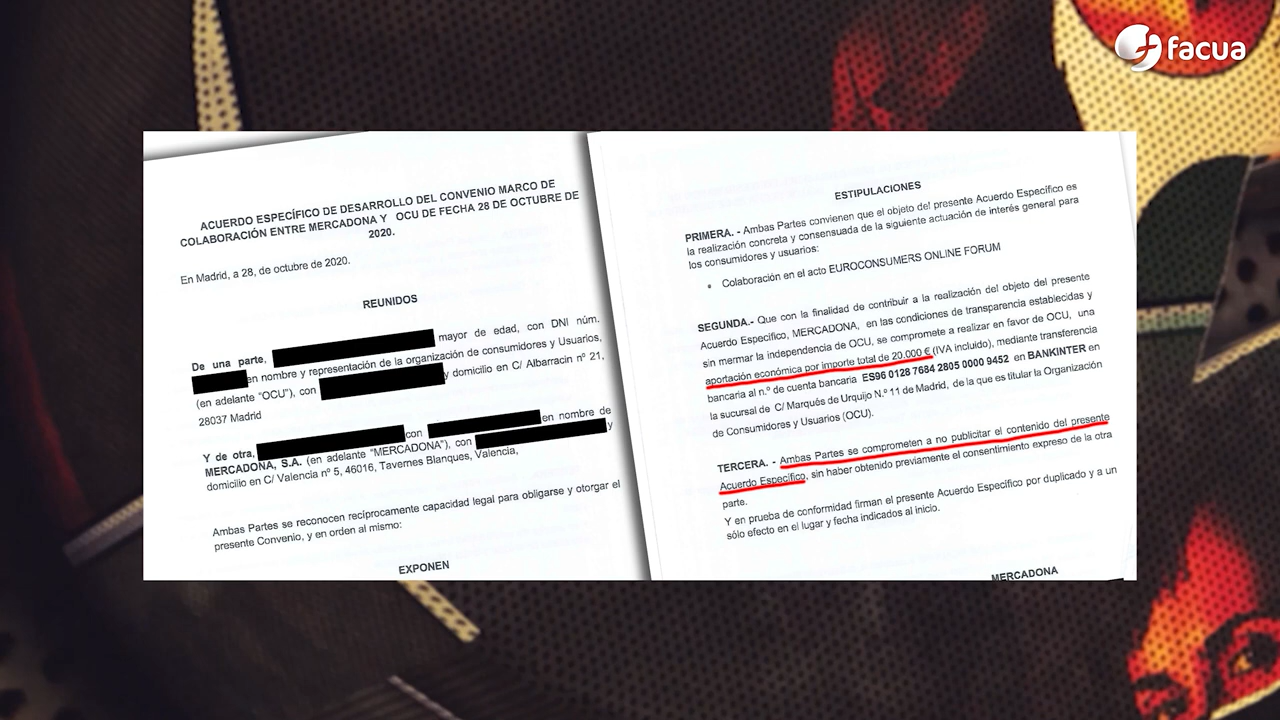 facua
ACUERDO ESPECÍFICO DE DESARROLLO DEL CONVENIO MARCO DE
COLABORACIÓN ENTRE MERCADONA Y OCU DE FECHA 28 DE OCTUBRE DE
2020.
En Madrid, a 28, de octubre de 2020.
REUNIDOS
De una parte, mayor de edad, con DNI núm.
en nombre y representación de la organización de consumidores y Usuarios,
(en adelante “OCU”), con y domicilio en C/ Albarracin nº 21,
28037 Madrid
Y de otra, con en nombre de
MERCADONA, S.A. (en adelante “MERCADONA”), con y
domicilio en C/ Valencia nº 5, 46016, Tavernes Blanques, Valencia,
Ambas Partes se reconocen recíprocamente capacidad legal para obligarse y otorgar el
presente Convenio, y en orden al mismo:
EXPONEN
ESTIPULACIONES
PRIMERA. - Ambas Partes convienen que el objeto del presente Acuerdo Específico es
la realización concreta y consensuada de la siguiente actuación de interés general para
los consumidores y usuarios:
• Colaboración en el acto EUROCONSUMERS ONLINE FORUM
SEGUNDA.- Que con la finalidad de contribuir a la realización del objeto del presente
Acuerdo Específico, MERCADONA, en las condiciones de transparencia establecidas y
sin mermar la independencia de OCU, se compromete a realizar en favor de OCU, una
aportación económica por importe total de 20.000 € (IVA incluido), mediante transferencia
bancaria al n.º de cuenta bancaria ES96 0128 7684 2805 0000 9452 en BANKINTER en
la sucursal de C/ Marqués de Urquijo N.º 11 de Madrid, de la que es titular la Organización
de Consumidores y Usuarios (OCU).
TERCERA. - Ambas Partes se comprometen a no publicitar el contenido del presente
Acuerdo Específico, sin haber obtenido previamente el consentimiento expreso de la otra
parte.
Y en prueba de conformidad firman el presente Acuerdo Específico por duplicado y a un
sólo efecto en el lugar y fecha indicados al inicio.
MERCADONA